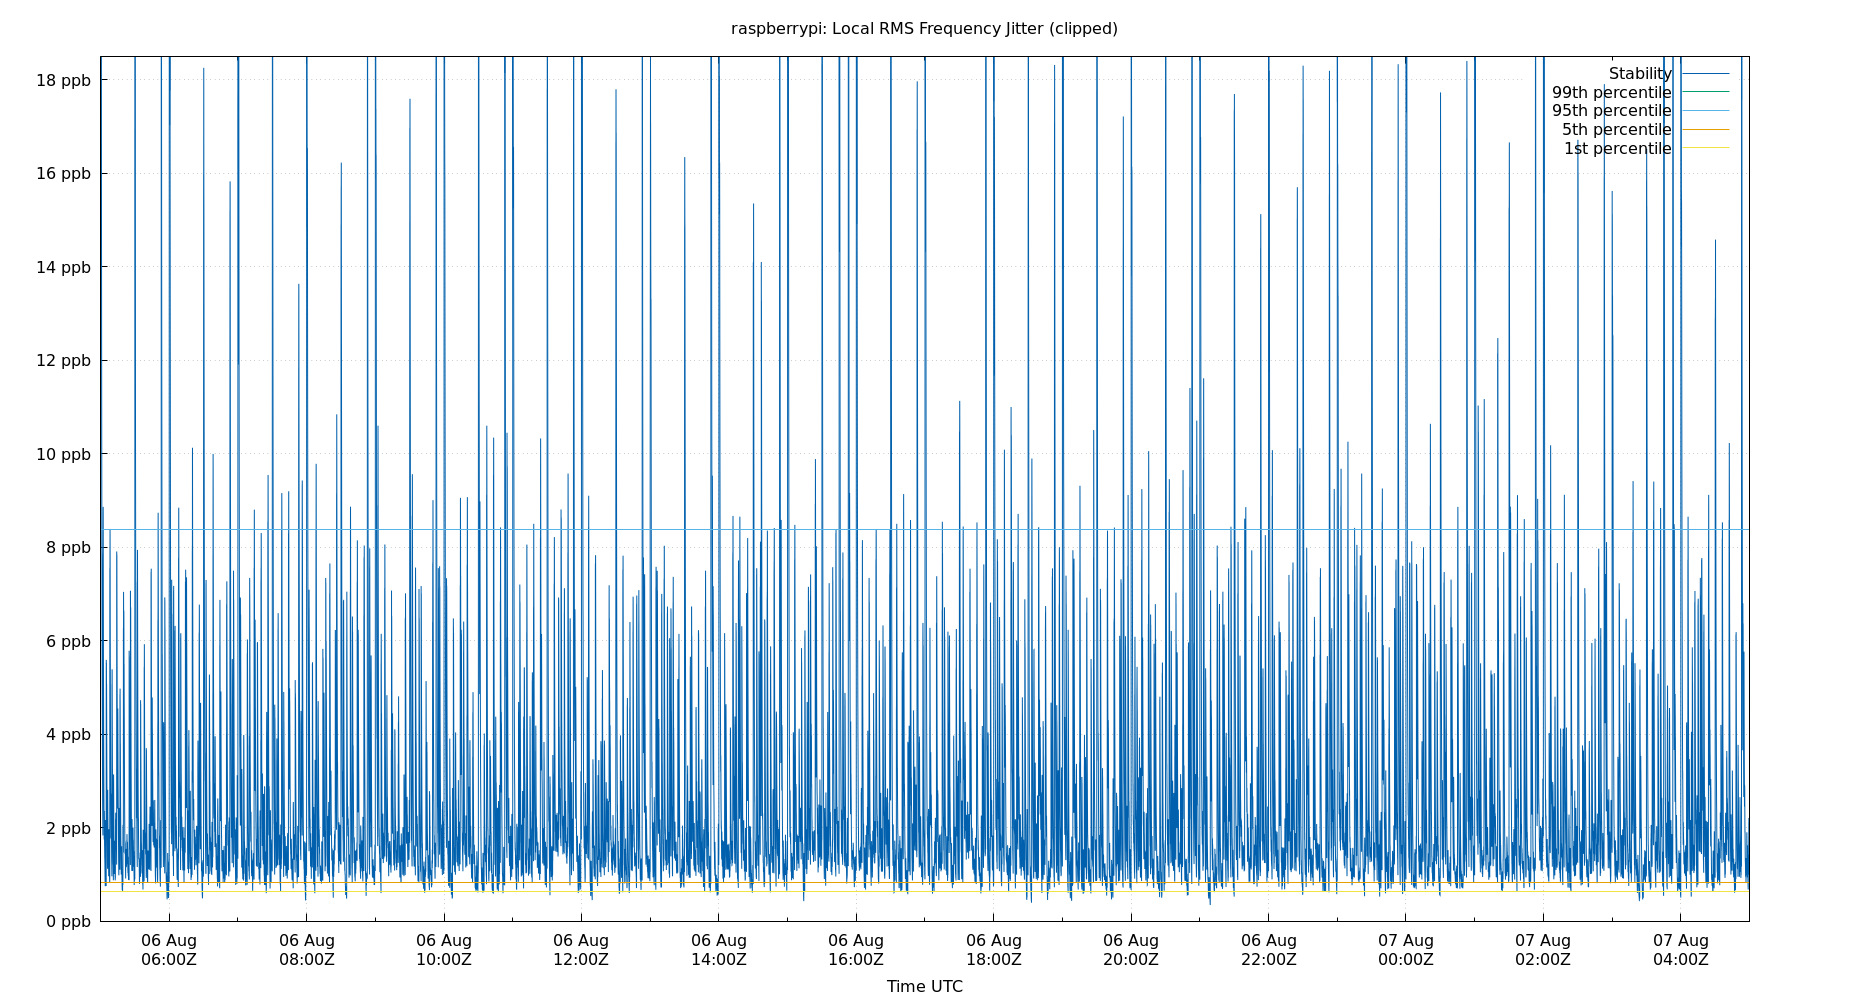 raspberrypi: Local RMS Frequency Jitter (clipped)
Stability
99th percentile
95th percentile
5th percentile
1st percentile
18 ppb
16 ppb
14 ppb
12 ppb
10 ppb
8 ppb
6 ppb
4 ppb
2 ppb
0 ppb
06 Aug 06 Aug 06 Aug 06 Aug 06 Aug 06 Aug 06 Aug 06 Aug 06 Aug 07 Aug 07 Aug 07 Aug
06:00Z 08:00Z 10:00Z 12:00Z 14:00Z 16:00Z 18:00Z 20:00Z 22:00Z 00:00Z 02:00Z 04:00Z
Time UTC